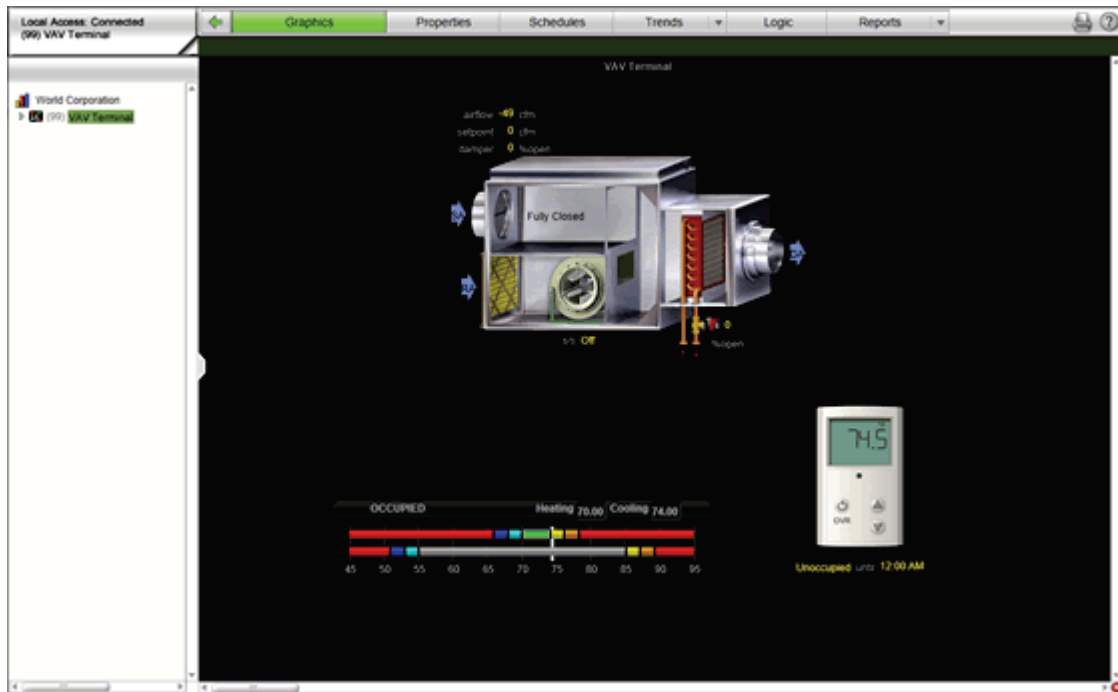 Local Access: Connected
(99) VAV Terminal
Graphics
Properties
Schedules
Trends
Logic
Reports
World Corporation
(99) VAV Terminal
VAV Terminal
airflow -49 cfm
setpoint 0 cfm
damper 0 %open
Fully Closed
SA
RA
s/s Off
0
%open
74.5
OVR
Unoccupied until 12:00 AM
OCCUPIED Heating 70.00 Cooling 74.00
45 50 55 60 65 70 75 80 85 90 95